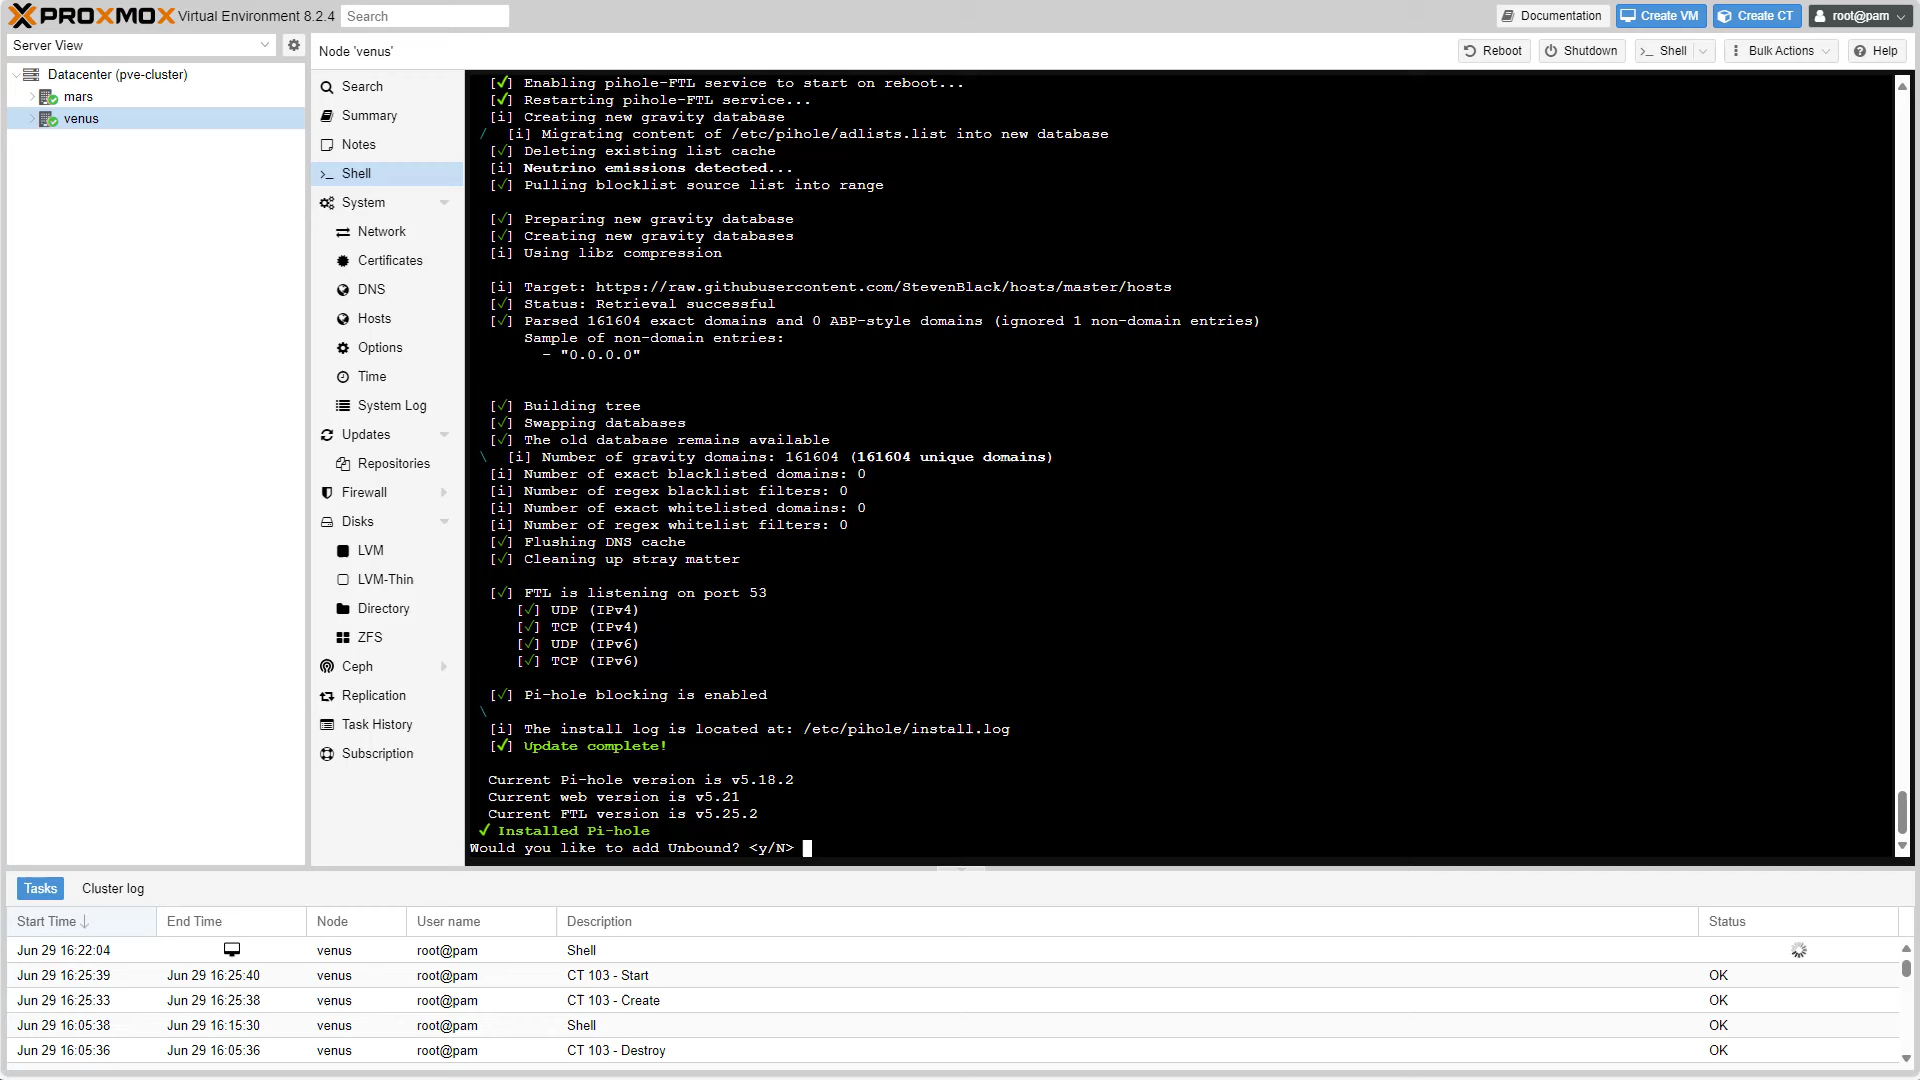 PROXMOX Virtual Environment 8.2.4 Search Documentation Create VM Create CT root@pam
Server View Node 'venus' Reboot Shutdown >_ Shell Bulk Actions Help
Datacenter (pve-cluster)
mars
venus
Search
Summary
Notes
>_ Shell
System
Network
Certificates
DNS
Hosts
Options
Time
System Log
Updates
Repositories
Firewall
Disks
LVM
LVM-Thin
Directory
ZFS
Ceph
Replication
Task History
Subscription
[✓] Enabling pihole-FTL service to start on reboot...
[✓] Restarting pihole-FTL service...
[i] Creating new gravity database
/ [i] Migrating content of /etc/pihole/adlists.list into new database
[✓] Deleting existing list cache
[i] Neutrino emissions detected...
[✓] Pulling blocklist source list into range
[✓] Preparing new gravity database
[✓] Creating new gravity databases
[i] Using libz compression
[i] Target: https://raw.githubusercontent.com/StevenBlack/hosts/master/hosts
[✓] Status: Retrieval successful
[✓] Parsed 161604 exact domains and 0 ABP-style domains (ignored 1 non-domain entries)
Sample of non-domain entries:
- "0.0.0.0"
[✓] Building tree
[✓] Swapping databases
[✓] The old database remains available
\ [i] Number of gravity domains: 161604 (161604 unique domains)
[i] Number of exact blacklisted domains: 0
[i] Number of regex blacklist filters: 0
[i] Number of exact whitelisted domains: 0
[i] Number of regex whitelist filters: 0
[✓] Flushing DNS cache
[✓] Cleaning up stray matter
[✓] FTL is listening on port 53
[✓] UDP (IPv4)
[✓] TCP (IPv4)
[✓] UDP (IPv6)
[✓] TCP (IPv6)
[✓] Pi-hole blocking is enabled
\
[i] The install log is located at: /etc/pihole/install.log
[✓] Update complete!
Current Pi-hole version is v5.18.2
Current web version is v5.21
Current FTL version is v5.25.2
✓ Installed Pi-hole
Would you like to add Unbound? <y/N>
Tasks Cluster log
Start Time ↓ End Time Node User name Description Status
Jun 29 16:22:04 venus root@pam Shell
Jun 29 16:25:39 Jun 29 16:25:40 venus root@pam CT 103 - Start OK
Jun 29 16:25:33 Jun 29 16:25:38 venus root@pam CT 103 - Create OK
Jun 29 16:05:38 Jun 29 16:15:30 venus root@pam Shell OK
Jun 29 16:05:36 Jun 29 16:05:36 venus root@pam CT 103 - Destroy OK